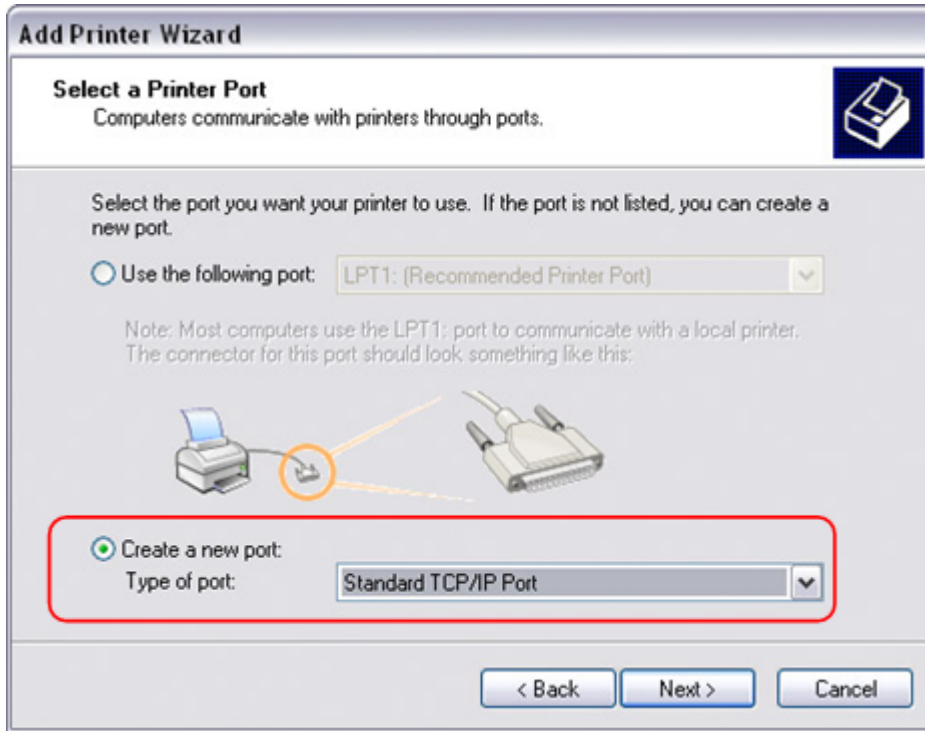 Add Printer Wizard
Select a Printer Port
Computers communicate with printers through ports.
Select the port you want your printer to use.  If the port is not listed, you can create a
new port.
Use the following port:
LPT1: (Recommended Printer Port)
Note: Most computers use the LPT1: port to communicate with a local printer.
The connector for this port should look something like this:
Create a new port:
Type of port:
Standard TCP/IP Port
< Back
Next >
Cancel